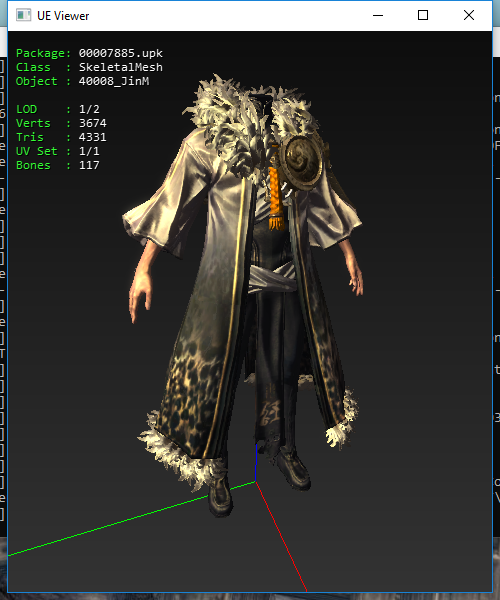 UE Viewer
Package: 00007885.upk
Class : SkeletalMesh
Object : 40008_JinM
LOD : 1/2
Verts : 3674
Tris : 4331
UV Set : 1/1
Bones : 117